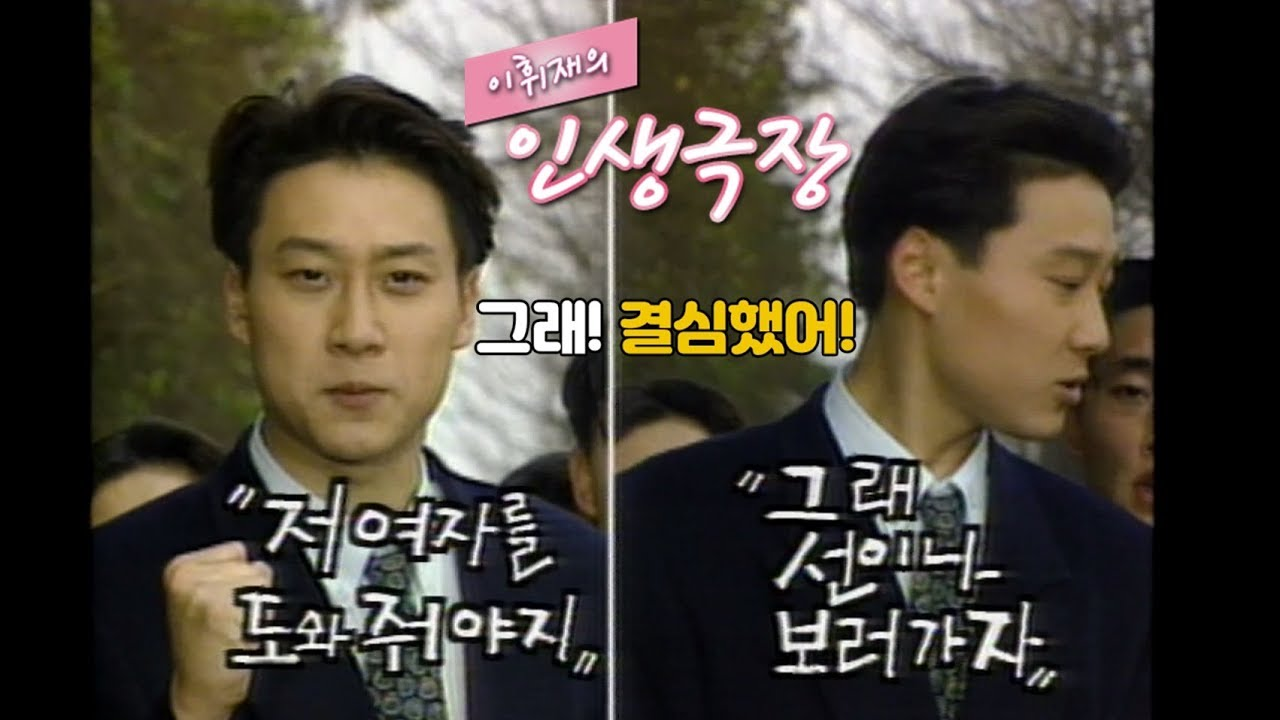 이휘재의
인생극장
그래! 결심했어!
"저 여자를
도와줘야지"
"그래
선이나
보러가자"